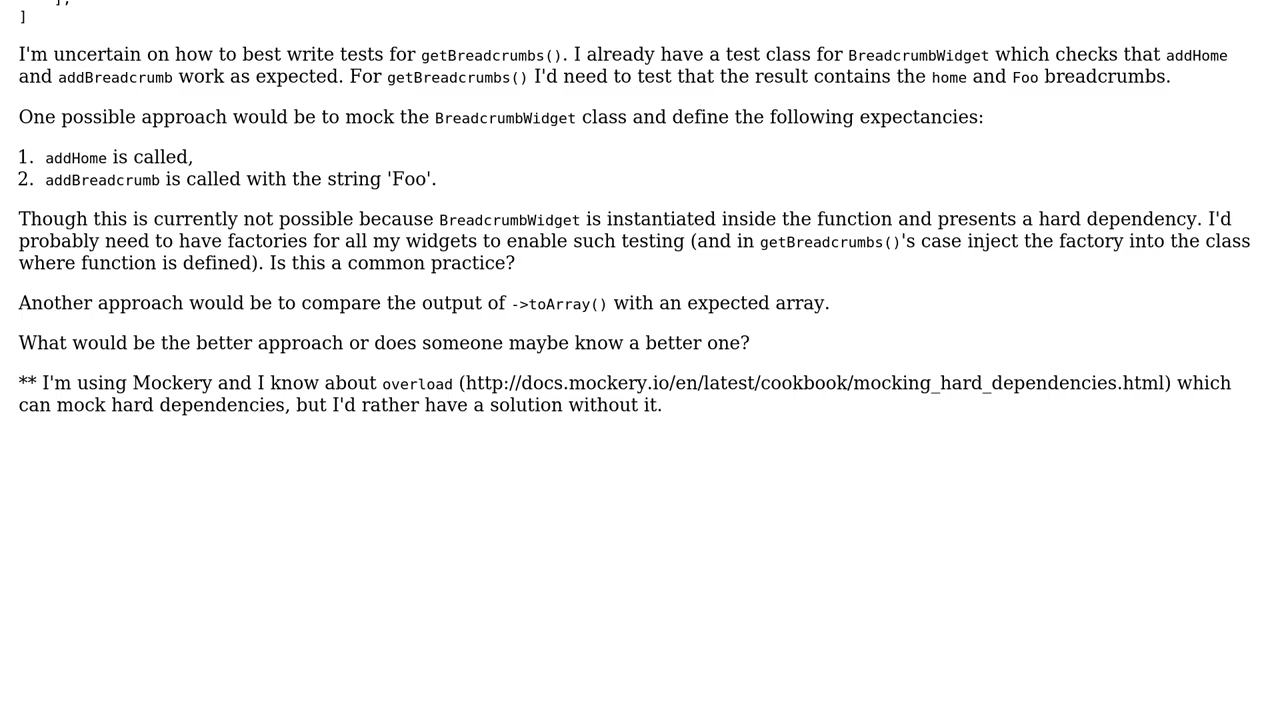 ]
I'm uncertain on how to best write tests for getBreadcrumbs(). I already have a test class for BreadcrumbWidget which checks that addHome
and addBreadcrumb work as expected. For getBreadcrumbs() I'd need to test that the result contains the home and Foo breadcrumbs.
One possible approach would be to mock the BreadcrumbWidget class and define the following expectancies:
1. addHome is called,
2. addBreadcrumb is called with the string 'Foo'.
Though this is currently not possible because BreadcrumbWidget is instantiated inside the function and presents a hard dependency. I'd
probably need to have factories for all my widgets to enable such testing (and in getBreadcrumbs()'s case inject the factory into the class
where function is defined). Is this a common practice?
Another approach would be to compare the output of ->toArray() with an expected array.
What would be the better approach or does someone maybe know a better one?
** I'm using Mockery and I know about overload (http://docs.mockery.io/en/latest/cookbook/mocking_hard_dependencies.html) which
can mock hard dependencies, but I'd rather have a solution without it.